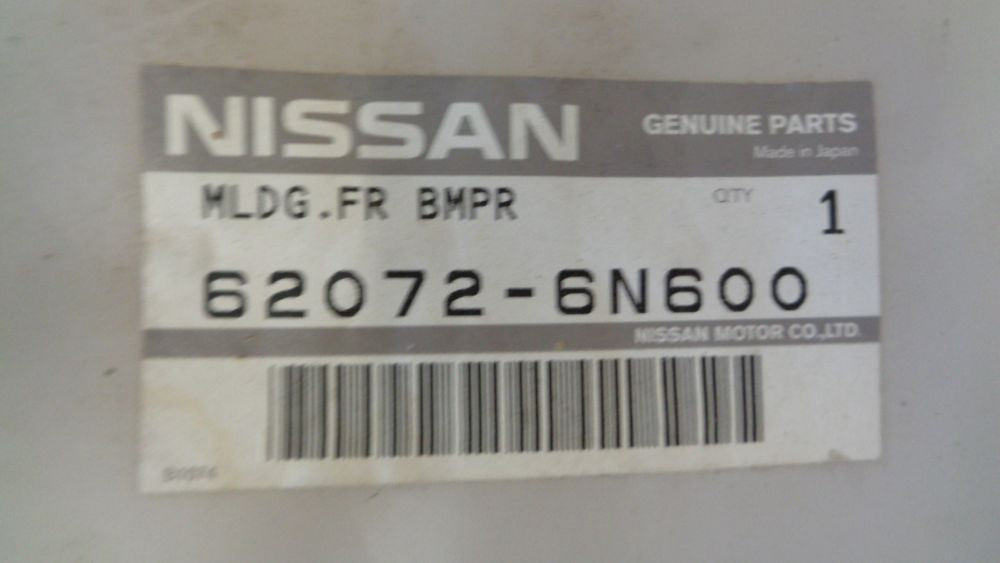 NISSAN
GENUINE PARTS
Made in Japan
MLDG.FR BMPR
QTY
1
62072-6N600
NISSAN MOTOR CO.,LTD.